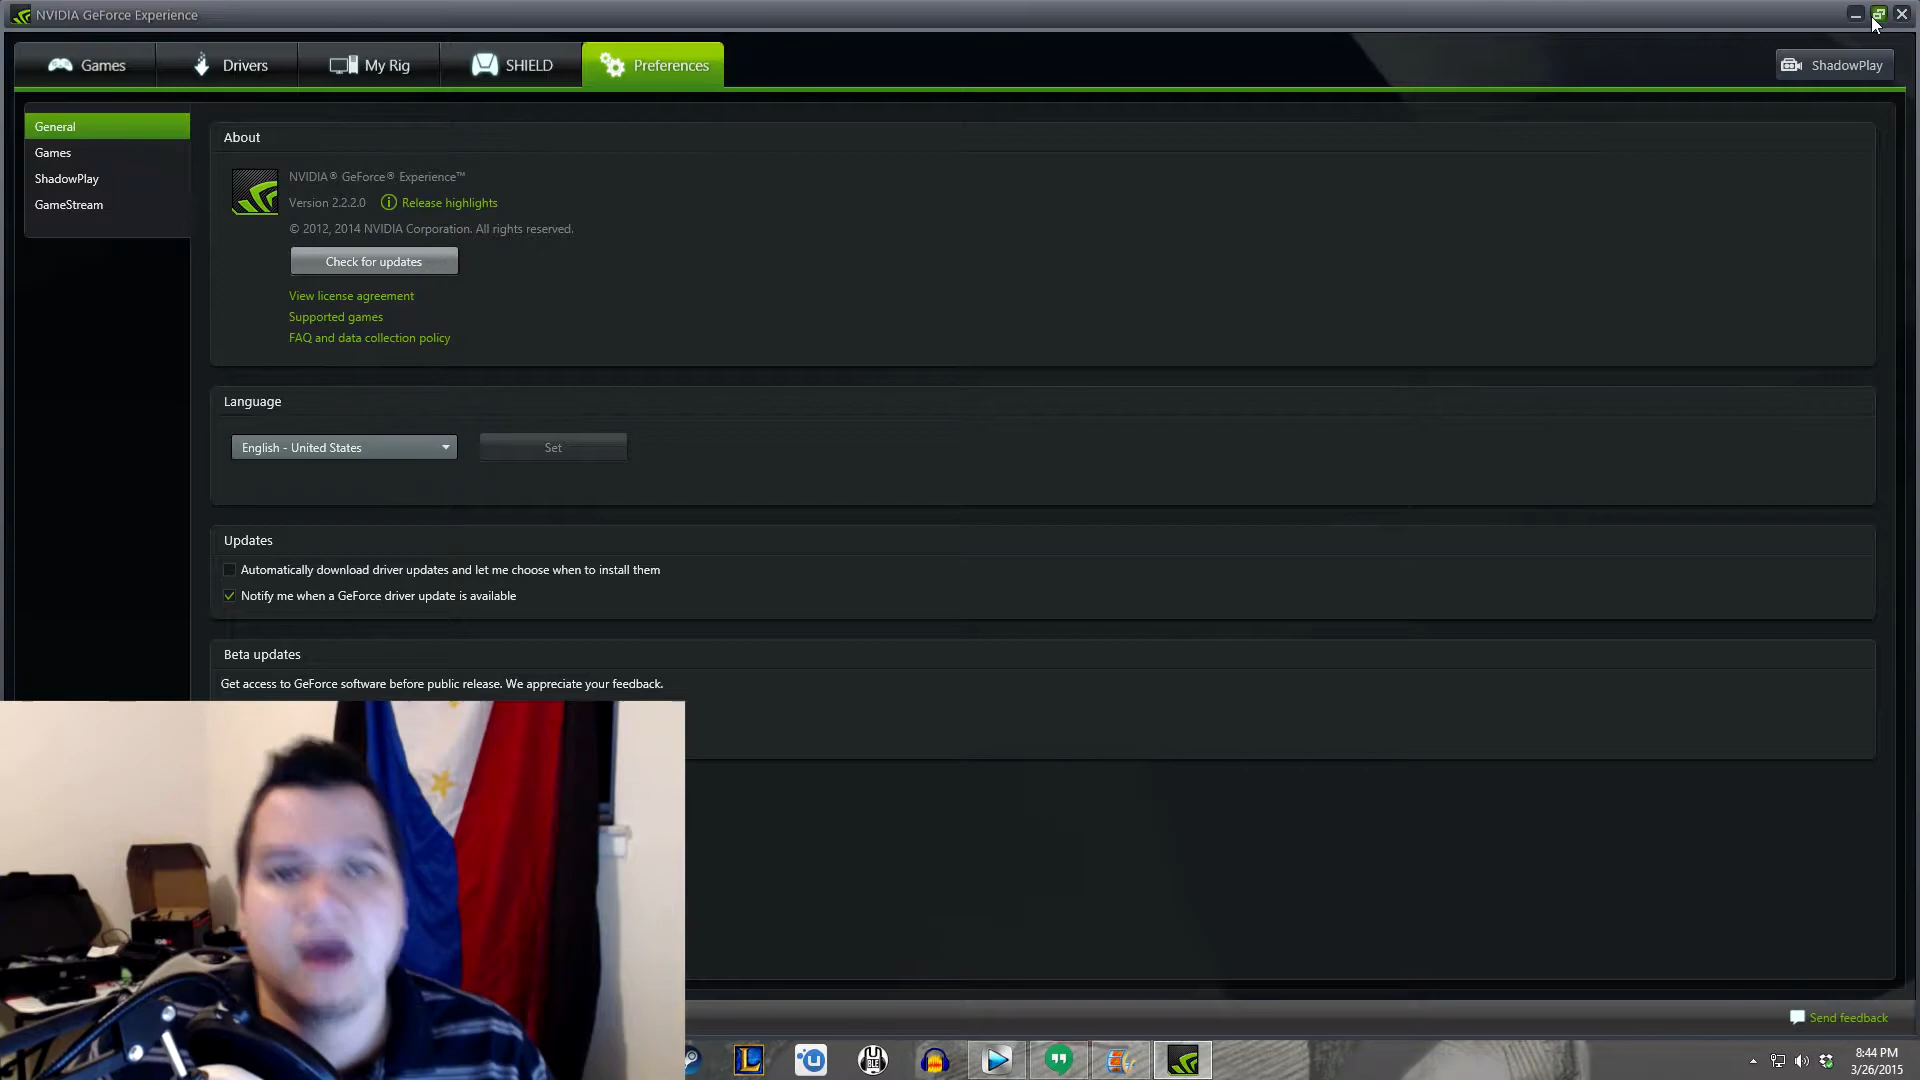 NVIDIA GeForce Experience
Games
Drivers
My Rig
SHIELD
Preferences
ShadowPlay
General
Games
ShadowPlay
GameStream
About
NVIDIA® GeForce® Experience™
Version 2.2.2.0
Release highlights
© 2012, 2014 NVIDIA Corporation. All rights reserved.
Check for updates
View license agreement
Supported games
FAQ and data collection policy
Language
English - United States
Set
Updates
Automatically download driver updates and let me choose when to install them
Notify me when a GeForce driver update is available
Beta updates
Get access to GeForce software before public release. We appreciate your feedback.
Send feedback
8:44 PM
3/26/2015